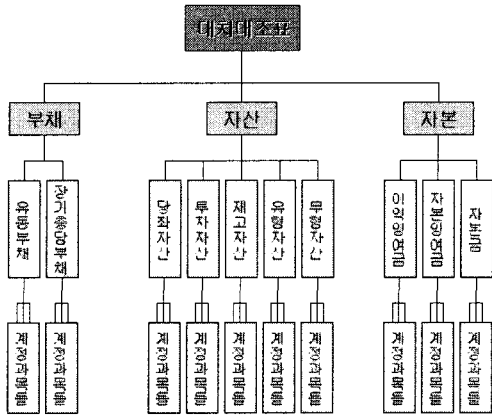 대차대조표
부채
자산
자본
유동부채
장기충당부채
당좌자산
투자자산
재고자산
유형자산
무형자산
이익잉여금
자본잉여금
자본금
계정과목들
계정과목들
계정과목들
계정과목들
계정과목들
계정과목들
계정과목들
계정과목들
계정과목들
계정과목들